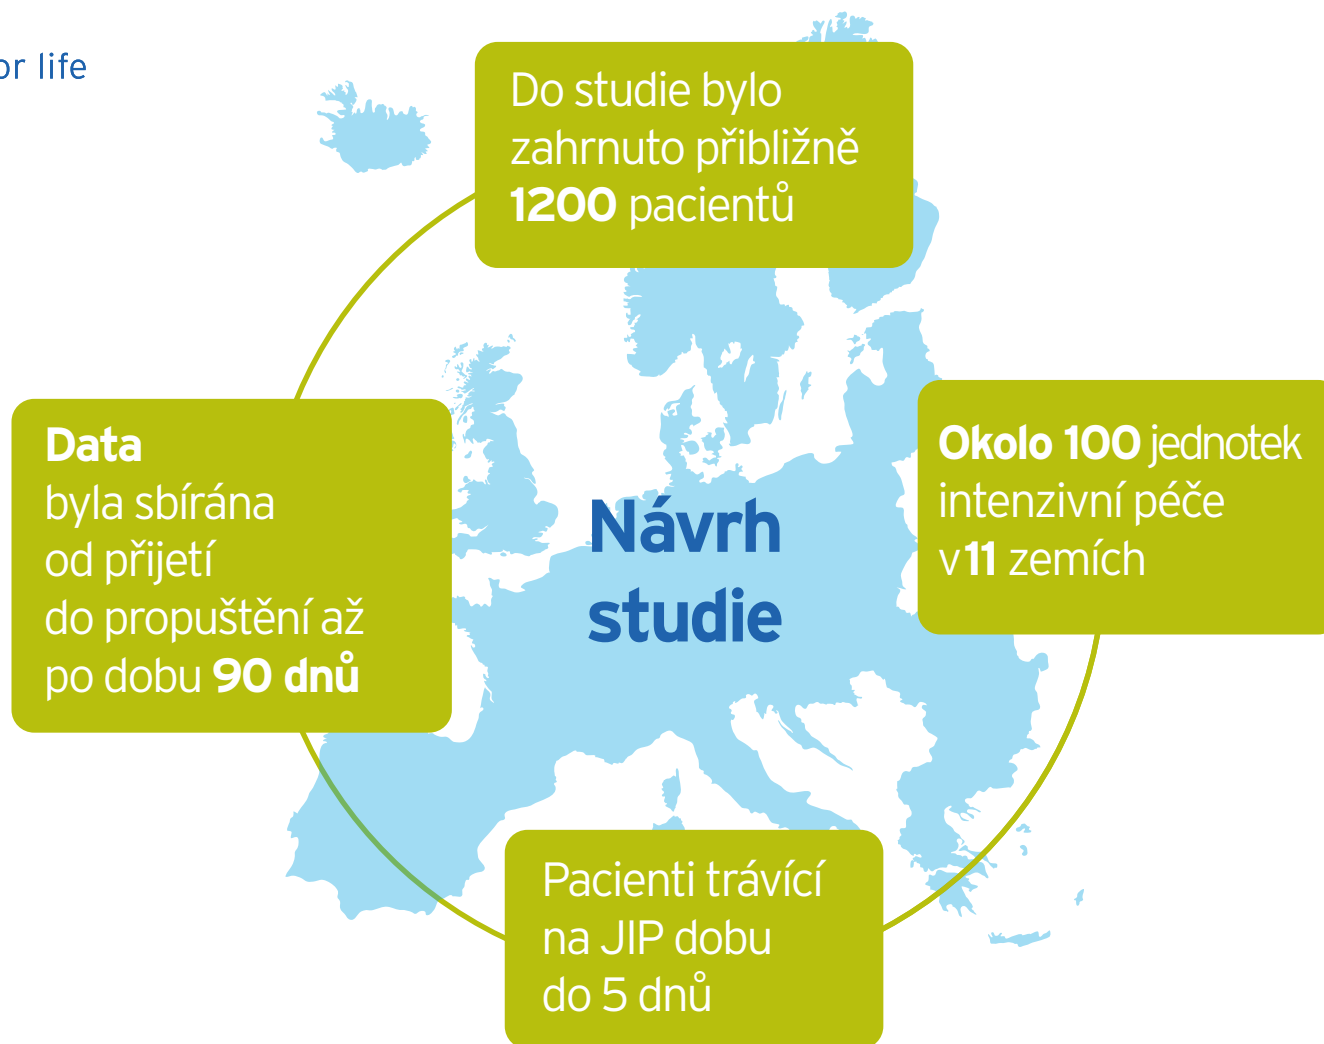 or life
Do studie bylo
zahrnuto přibližně
1200 pacientů
Data
byla sbírána
od přijetí
do propuštění až
po dobu 90 dnů
Návrh
studie
Okolo 100 jednotek
intenzivní péče
v 11 zemích
Pacienti trávící
na JIP dobu
do 5 dnů